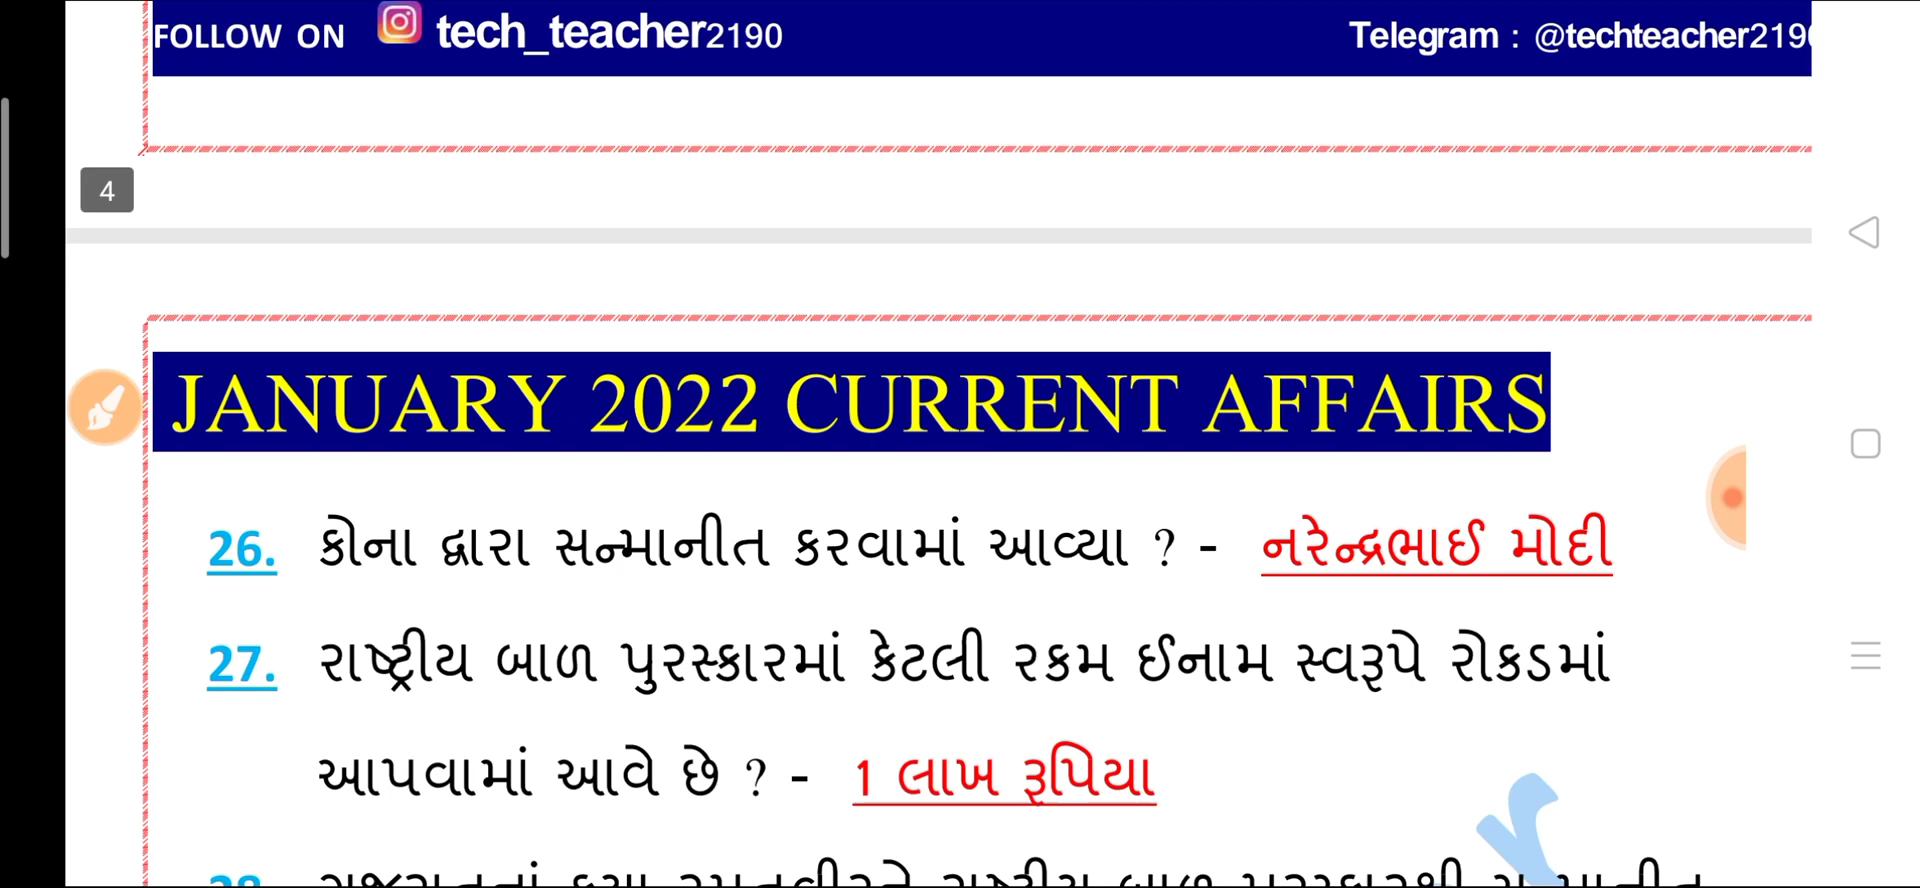 FOLLOW ON tech_teacher2190 Telegram : @techteacher219
4
JANUARY 2022 CURRENT AFFAIRS
26. કોના દ્વારા સન્માનીત કરવામાં આવ્યા ? - નરેન્દ્રભાઈ મોદી
27. રાષ્ટ્રીય બાળ પુરસ્કારમાં કેટલી રકમ ઈનામ સ્વરૂપે રોકડમાં
આપવામાં આવે છે ? - 1 લાખ રૂપિયા